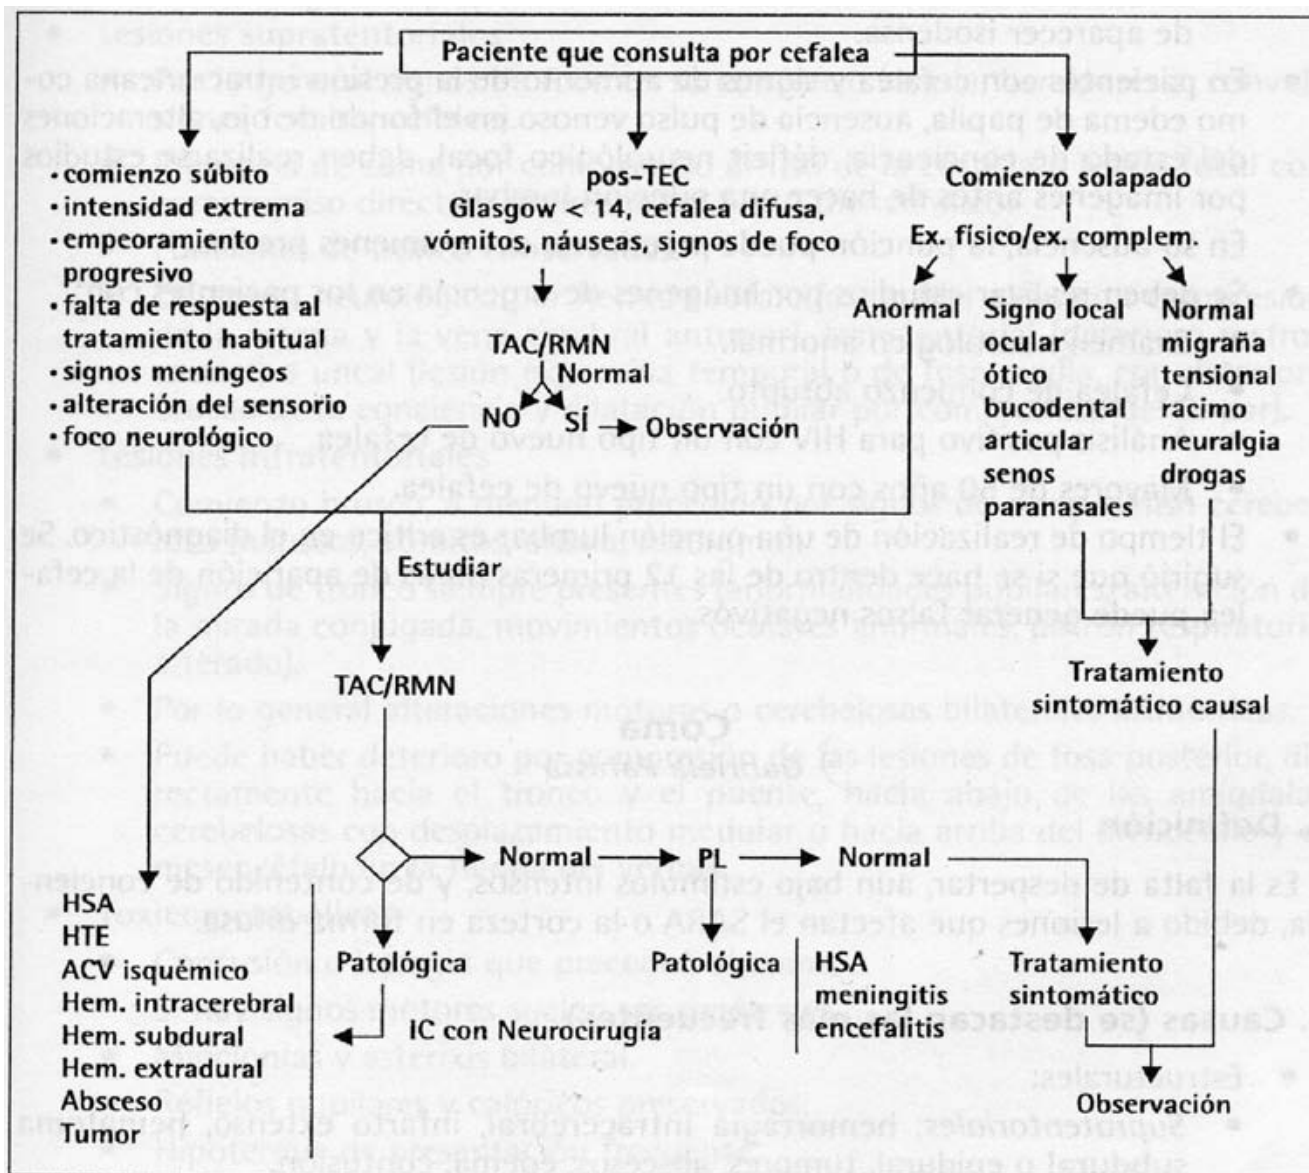 Paciente que consulta por cefalea
• comienzo súbito
• intensidad extrema
• empeoramiento
progresivo
• falta de respuesta al
tratamiento habitual
• signos meníngeos
• alteración del sensorio
• foco neurológico
pos-TEC
Glasgow < 14, cefalea difusa,
vómitos, náuseas, signos de foco
TAC/RMN
Normal
NO
SÍ
Observación
Comienzo solapado
Ex. físico/ex. complem.
Anormal
Signo local
ocular
ótico
bucodental
articular
senos
paranasales
Normal
migraña
tensional
racimo
neuralgia
drogas
Estudiar
TAC/RMN
Tratamiento
sintomático causal
Normal
PL
Normal
HSA
HTE
ACV isquémico
Hem. intracerebral
Hem. subdural
Hem. extradural
Absceso
Tumor
Patológica
IC con Neurocirugía
Patológica
HSA
meningitis
encefalitis
Tratamiento
sintomático
Observación